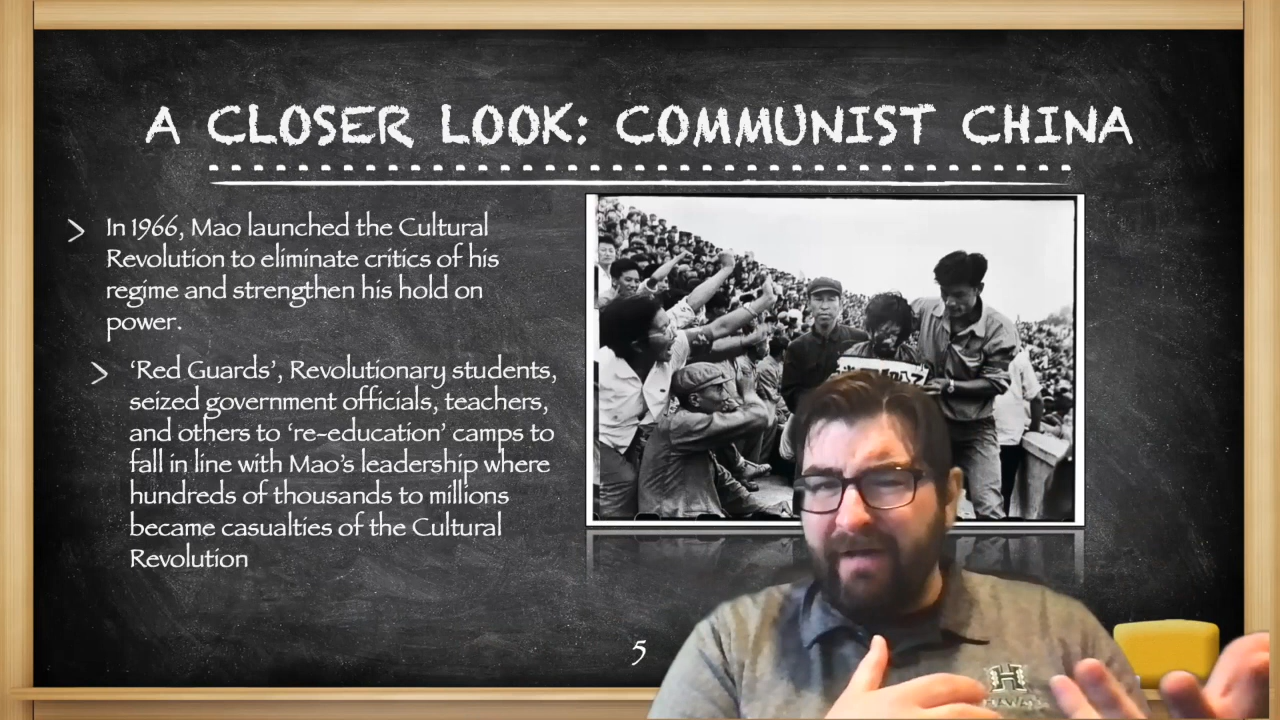 A CLOSER LOOK: COMMUNIST CHINA
In 1966, Mao launched the Cultural
Revolution to eliminate critics of his
regime and strengthen his hold on
power.
‘Red Guards’, Revolutionary students,
seized government officials, teachers,
and others to ‘re-education’ camps to
fall in line with Mao’s leadership where
hundreds of thousands to millions
became casualties of the Cultural
Revolution
5
H